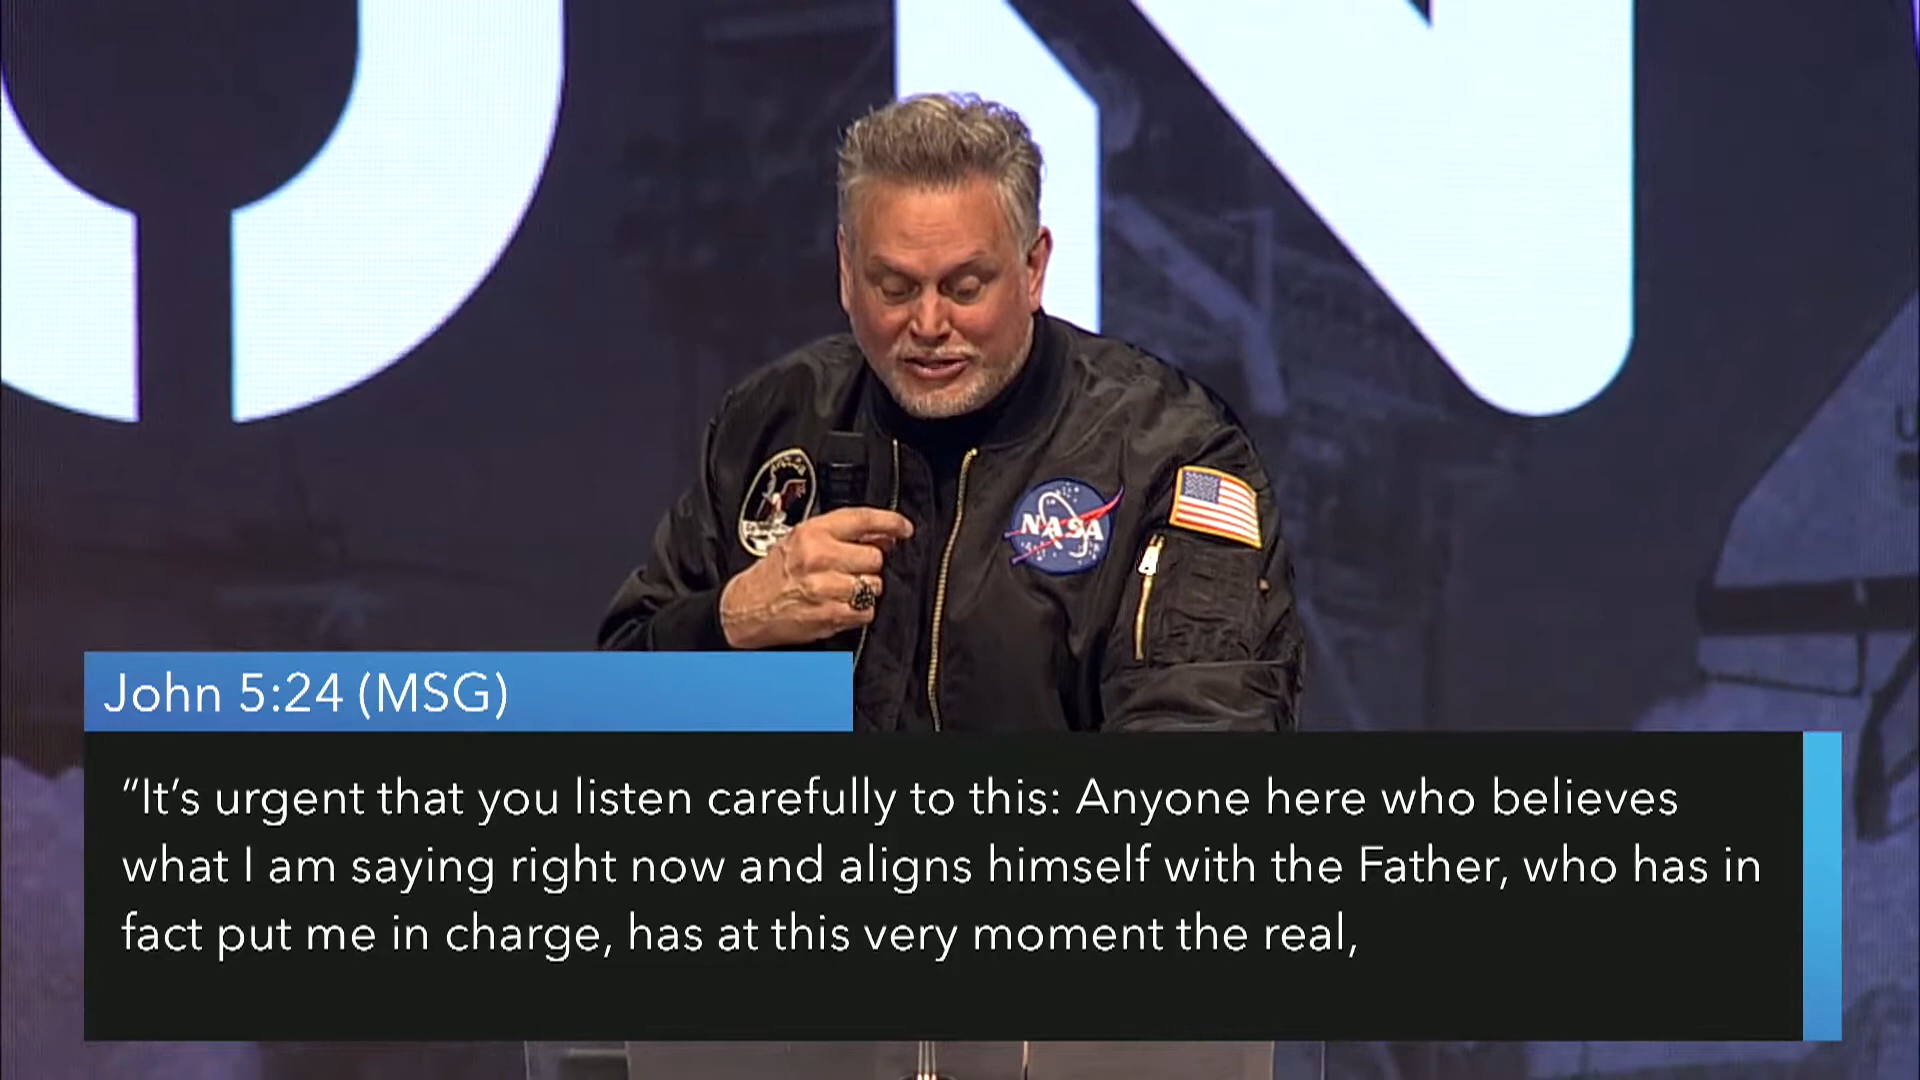 NASA
John 5:24 (MSG)
“It’s urgent that you listen carefully to this: Anyone here who believes
what I am saying right now and aligns himself with the Father, who has in
fact put me in charge, has at this very moment the real,